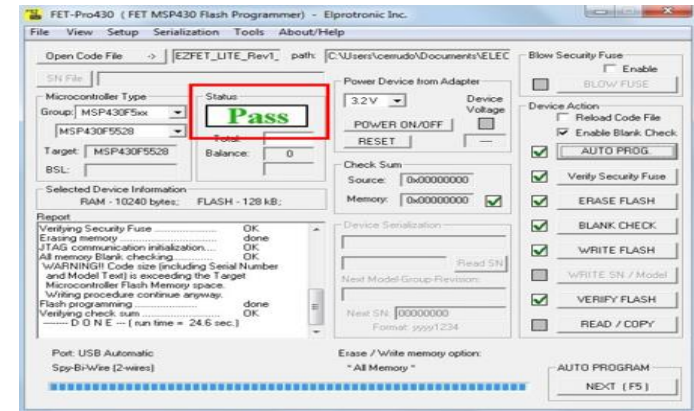 FET-Pro430 ( FET MSP430 Flash Programmer) - Elprotronic Inc.
File View Setup Serialization Tools About/Help
Open Code File -> EZFET_LITE_Rev1_ path: C:\Users\cerrudo\Documents\ELEC
SN File
Microcontroller Type
Group: MSP430F5xx
MSP430F5528
Target: MSP430F5528
BSL:
Status
Pass
Total:
Balance: 0
Selected Device Information
RAM - 10240 bytes; FLASH - 128 kB;
Report
Verifying Security Fuse ................... OK
Erasing memory ......................... done
JTAG communication initialization.... OK
All memory Blank checking............ OK
WARNING!! Code size (including Serial Number
and Model Text) is exceeding the Target
Microcontroller Flash Memory space.
Writing procedure continue anyway.
Flash programming ...................... done
Verifying check sum .................... OK
------- D O N E --- ( run time = 24.6 sec.)
Power Device from Adapter
3.2 V
Device
Voltage
POWER ON/OFF
RESET
---
Check Sum
Source: 0x00000000
Memory: 0x00000000
Device Serialization
Read SN
Next Model-Group-Revision:
Next SN: 00000000
Format: yyyy1234
Blow Security Fuse
Enable
BLOW FUSE
Device Action
Reload Code File
Enable Blank Check
AUTO PROG.
Verify Security Fuse
ERASE FLASH
BLANK CHECK
WRITE FLASH
WRITE SN / Model
VERIFY FLASH
READ / COPY
Port: USB Automatic
Spy-Bi-Wire (2-wires)
Erase / Write memory option:
" All Memory "
AUTO PROGRAM
NEXT ( F5 )